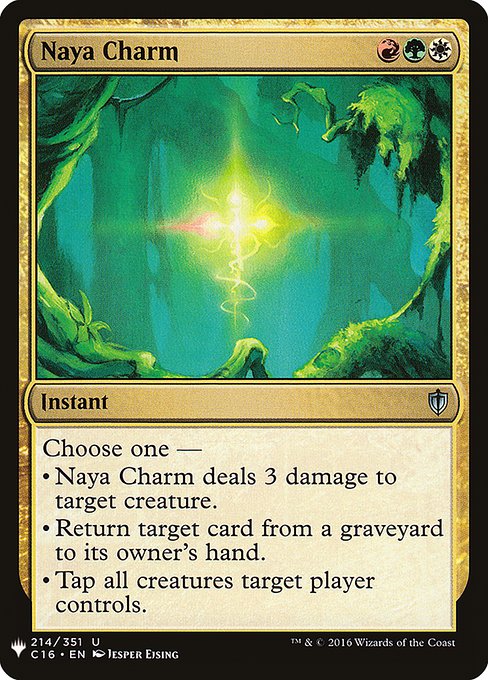 Naya Charm
Instant
Choose one —
• Naya Charm deals 3 damage to
target creature.
• Return target card from a graveyard
to its owner's hand.
• Tap all creatures target player
controls.
214/351 U
C16 • EN Jesper Eising
™ & © 2016 Wizards of the Coast